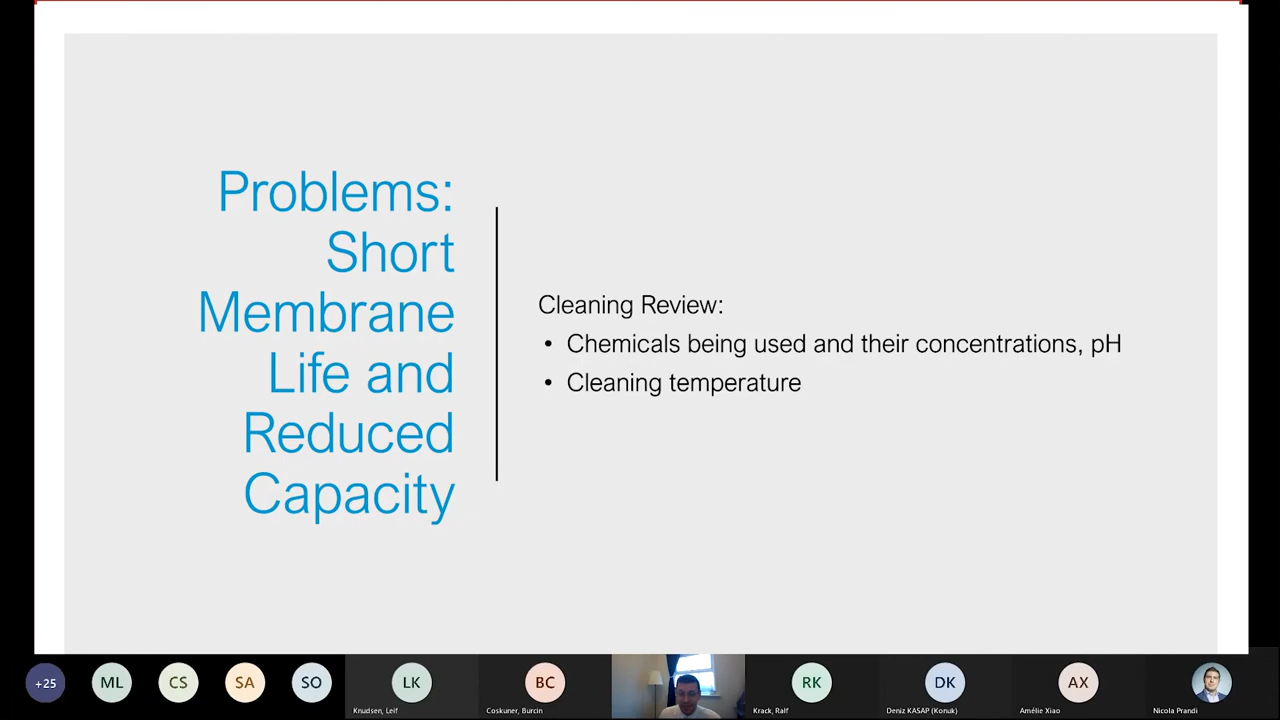 Problems:
Short
Membrane
Life and
Reduced
Capacity
Cleaning Review:
• Chemicals being used and their concentrations, pH
• Cleaning temperature
+25
ML
CS
SA
SO
LK
BC
RK
DK
AX
Knudsen, Leif
Coskuner, Burcin
Krack, Ralf
Deniz KASAP (Konuk)
Amélie Xiao
Nicola Prandi